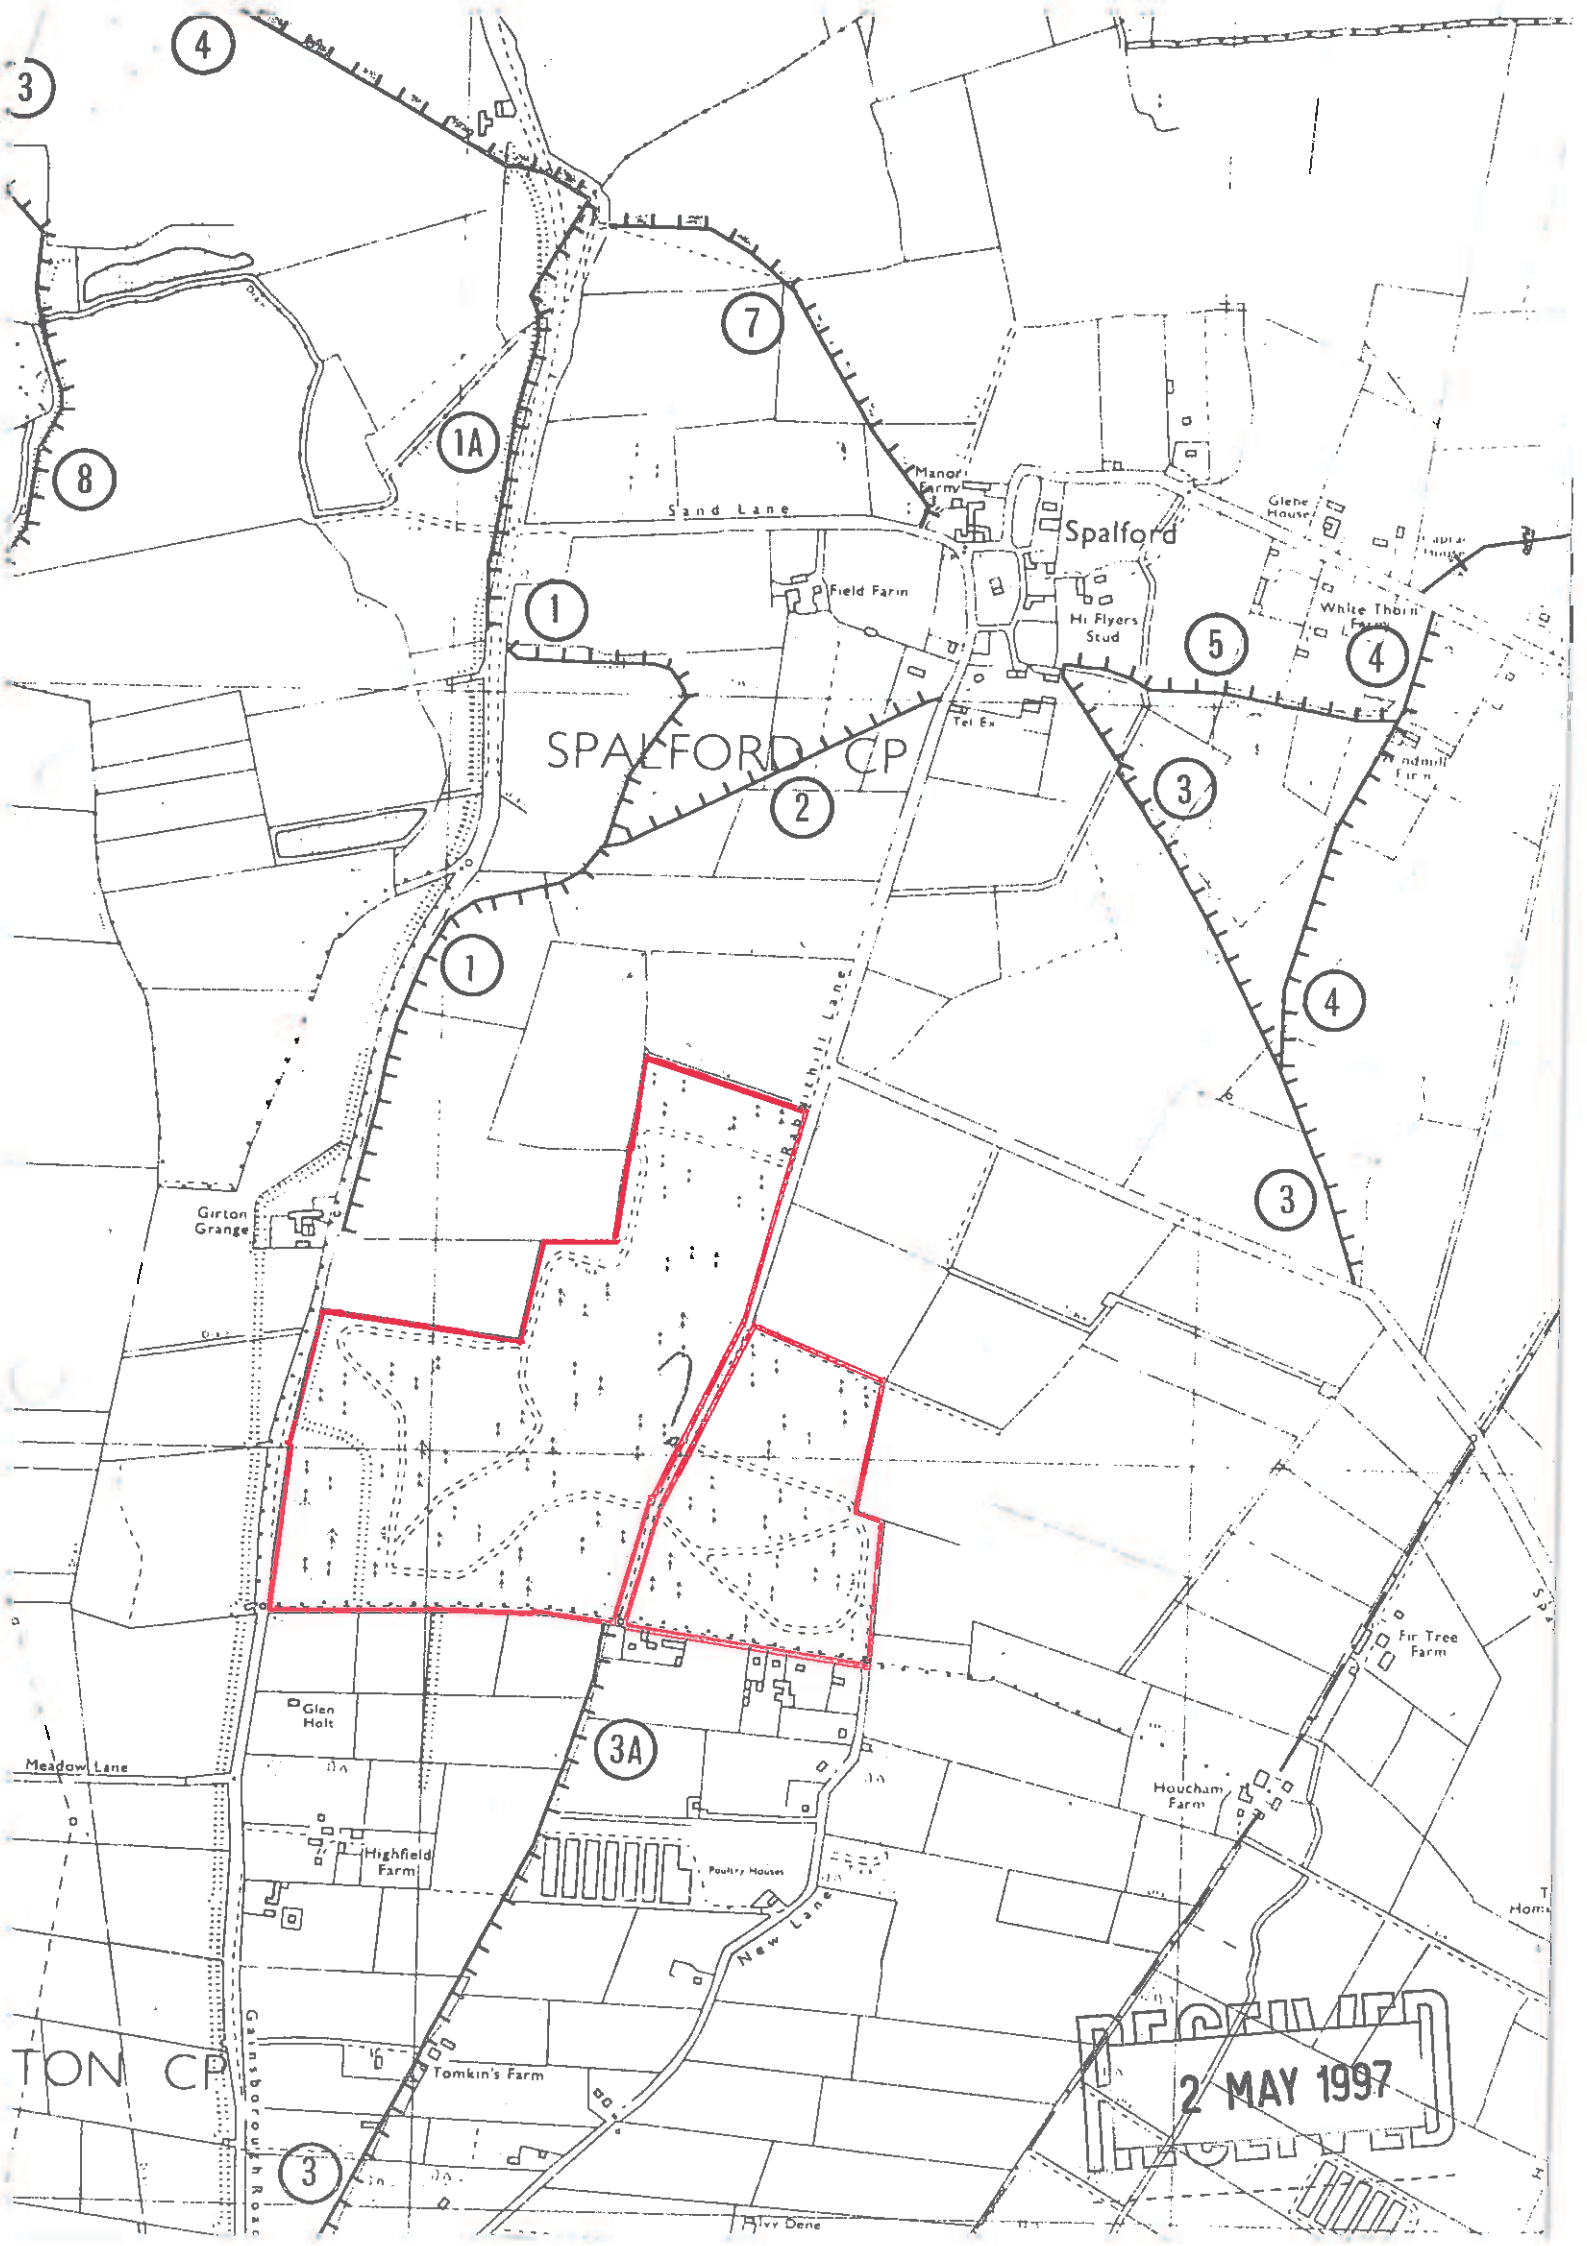 4
3
7
1A
8
Manor
Farm
Sand Lane
Spalford
Glebe
House
Field Farm
1
Hi Flyers
Stud
White Thorn
Farm
5
4
Tel Ex
SPALFORD CP
2
3
1
4
Rabbithill Lane
3
Girton
Grange
Drain
Fir Tree
Farm
Glen
Holt
3A
Meadow Lane
Houcham
Farm
Highfield
Farm
Poultry Houses
New Lane
Gainsborough Road
TON CP
Tomkin's Farm
RECEIVED
2 MAY 1997
RECEIVED
3
Ivy Dene